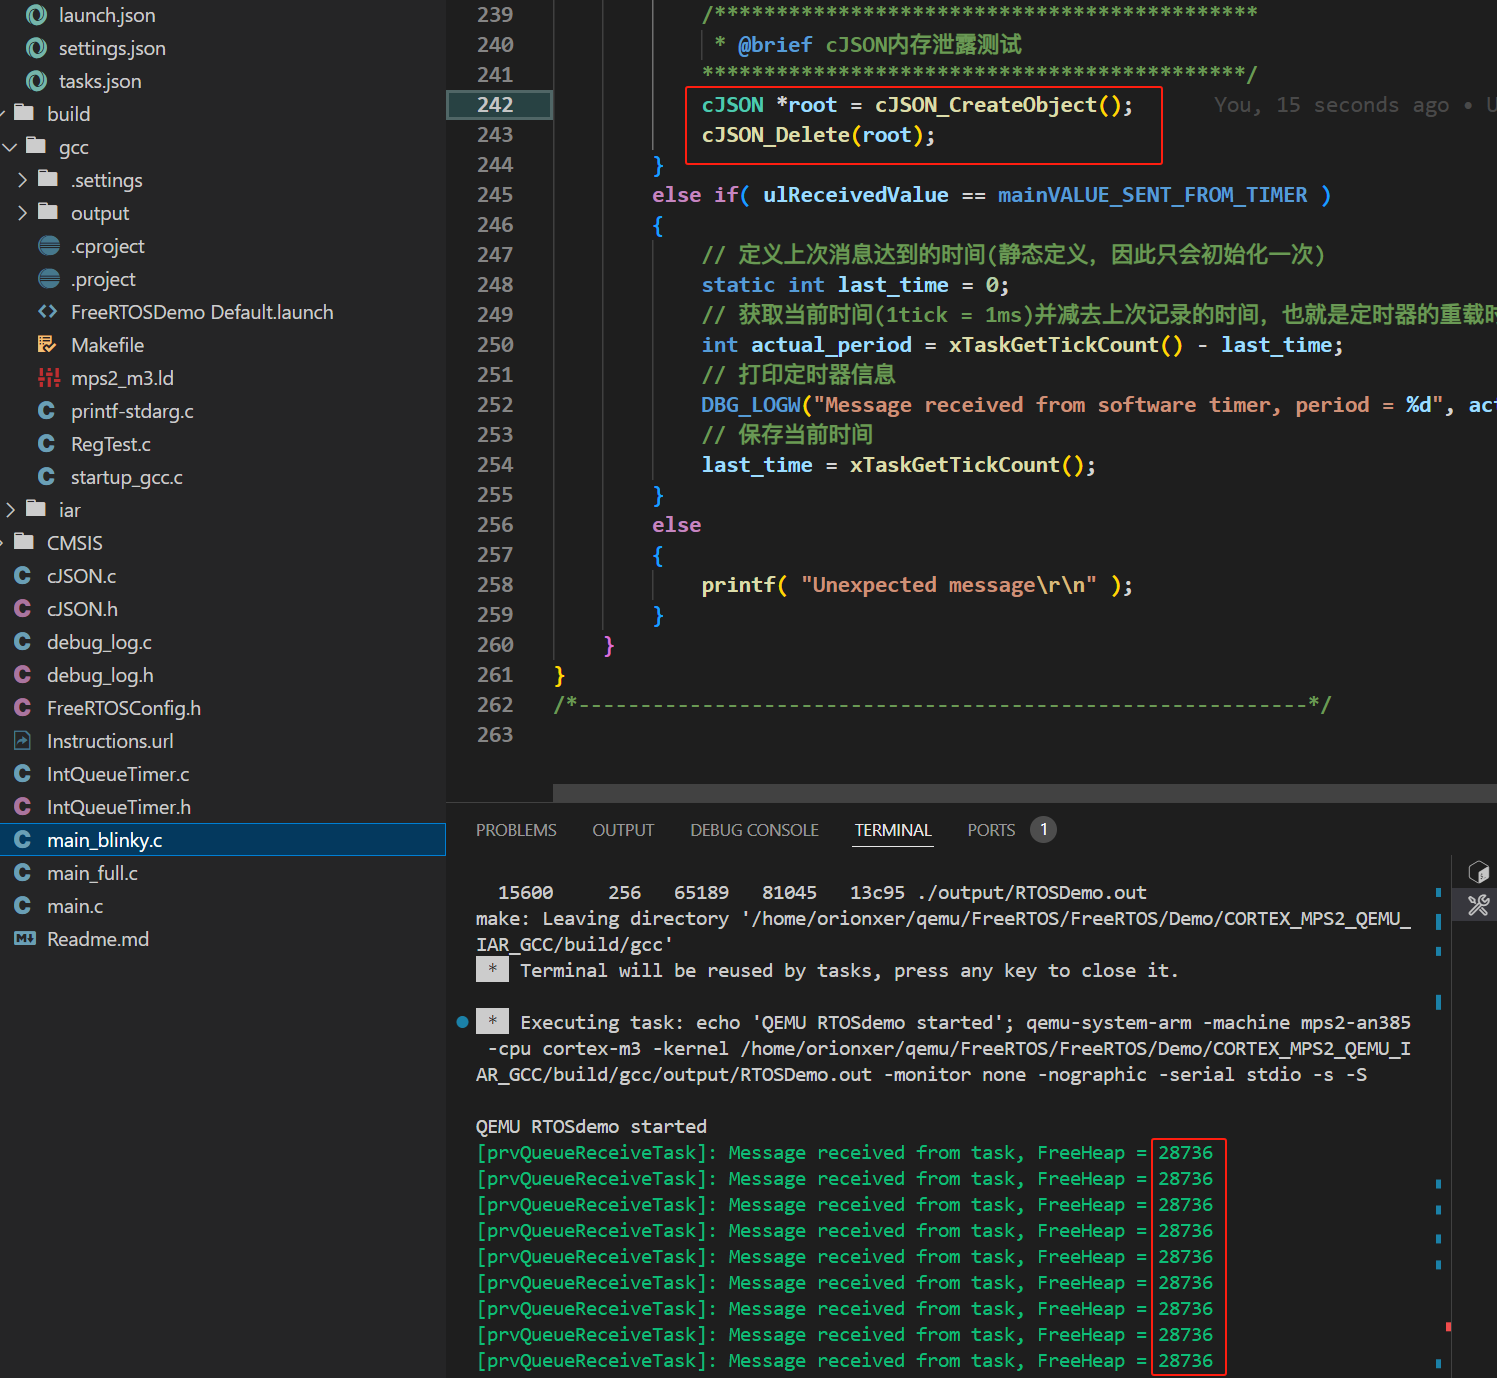 launch.json
settings.json
tasks.json
build
gcc
.settings
output
.cproject
.project
FreeRTOSDemo Default.launch
Makefile
mps2_m3.ld
printf-stdarg.c
RegTest.c
startup_gcc.c
iar
CMSIS
cJSON.c
cJSON.h
debug_log.c
debug_log.h
FreeRTOSConfig.h
Instructions.url
IntQueueTimer.c
IntQueueTimer.h
main_blinky.c
main_full.c
main.c
Readme.md
239 /********************************************
240 * @brief cJSON内存泄露测试
241 ********************************************/
242 cJSON *root = cJSON_CreateObject(); You, 15 seconds ago • U
243 cJSON_Delete(root);
244 }
245 else if( ulReceivedValue == mainVALUE_SENT_FROM_TIMER )
246 {
247 // 定义上次消息达到的时间(静态定义，因此只会初始化一次)
248 static int last_time = 0;
249 // 获取当前时间(1tick = 1ms)并减去上次记录的时间，也就是定时器的重载时
250 int actual_period = xTaskGetTickCount() - last_time;
251 // 打印定时器信息
252 DBG_LOGW("Message received from software timer, period = %d", act
253 // 保存当前时间
254 last_time = xTaskGetTickCount();
255 }
256 else
257 {
258 printf( "Unexpected message\r\n" );
259 }
260 }
261 }
262 /*-----------------------------------------------------------*/
263
PROBLEMS OUTPUT DEBUG CONSOLE TERMINAL PORTS 1
15600 256 65189 81045 13c95 ./output/RTOSDemo.out
make: Leaving directory '/home/orionxer/qemu/FreeRTOS/FreeRTOS/Demo/CORTEX_MPS2_QEMU_
IAR_GCC/build/gcc'
* Terminal will be reused by tasks, press any key to close it.
* Executing task: echo 'QEMU RTOSdemo started'; qemu-system-arm -machine mps2-an385
-cpu cortex-m3 -kernel /home/orionxer/qemu/FreeRTOS/FreeRTOS/Demo/CORTEX_MPS2_QEMU_I
AR_GCC/build/gcc/output/RTOSDemo.out -monitor none -nographic -serial stdio -s -S
QEMU RTOSdemo started
[prvQueueReceiveTask]: Message received from task, FreeHeap = 28736
[prvQueueReceiveTask]: Message received from task, FreeHeap = 28736
[prvQueueReceiveTask]: Message received from task, FreeHeap = 28736
[prvQueueReceiveTask]: Message received from task, FreeHeap = 28736
[prvQueueReceiveTask]: Message received from task, FreeHeap = 28736
[prvQueueReceiveTask]: Message received from task, FreeHeap = 28736
[prvQueueReceiveTask]: Message received from task, FreeHeap = 28736
[prvQueueReceiveTask]: Message received from task, FreeHeap = 28736
[prvQueueReceiveTask]: Message received from task, FreeHeap = 28736